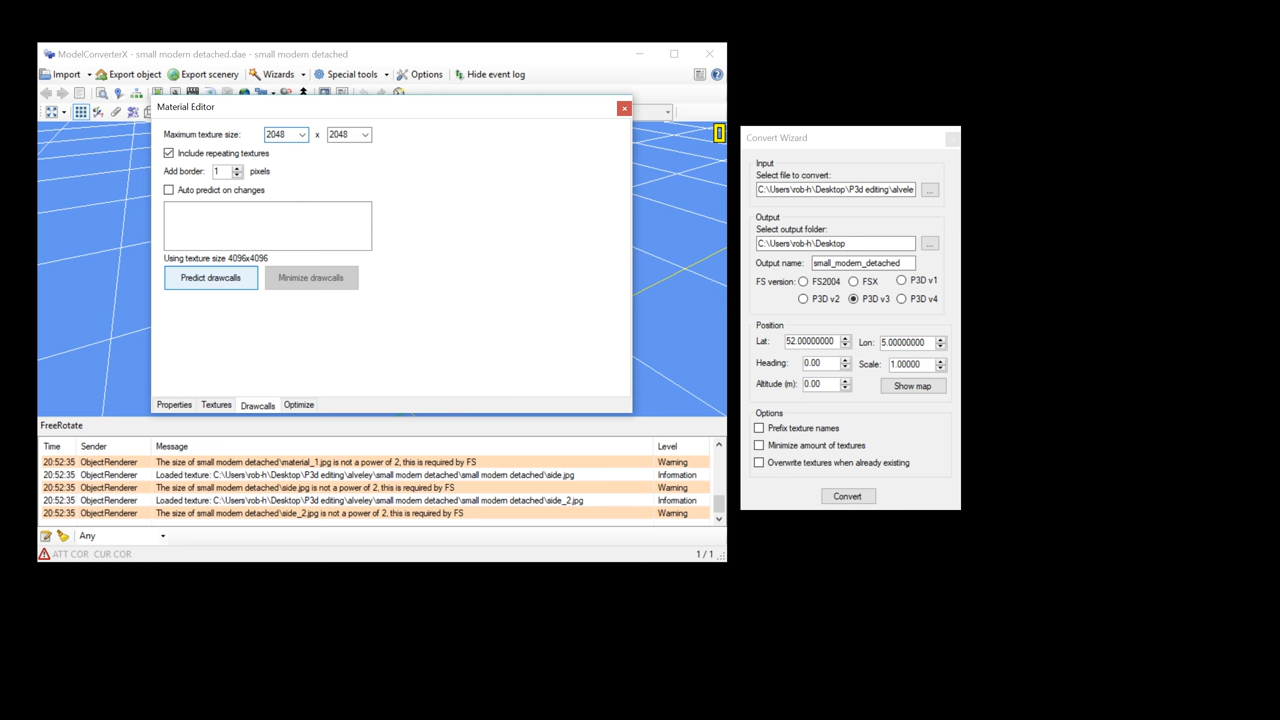 ModelConverterX - small modern detached.dae - small modern detached
Import Export object Export scenery Wizards Special tools Options Hide event log
Material Editor
Maximum texture size: 2048 x 2048
Include repeating textures
Add border: 1 pixels
Auto predict on changes
Using texture size 4096x4096
Predict drawcalls Minimize drawcalls
Properties Textures Drawcalls Optimize
FreeRotate
Time Sender Message Level
20:52:35 ObjectRenderer The size of small modern detached\material_1.jpg is not a power of 2, this is required by FS Warning
20:52:35 ObjectRenderer Loaded texture: C:\Users\rob-h\Desktop\P3d editing\alveley\small modern detached\small modern detached\side.jpg Information
20:52:35 ObjectRenderer The size of small modern detached\side.jpg is not a power of 2, this is required by FS Warning
20:52:35 ObjectRenderer Loaded texture: C:\Users\rob-h\Desktop\P3d editing\alveley\small modern detached\small modern detached\side_2.jpg Information
20:52:35 ObjectRenderer The size of small modern detached\side_2.jpg is not a power of 2, this is required by FS Warning
Any
ATT COR CUR COR 1 / 1
Convert Wizard
Input
Select file to convert:
C:\Users\rob-h\Desktop\P3d editing\alvele ...
Output
Select output folder:
C:\Users\rob-h\Desktop ...
Output name: small_modern_detached
FS version: FS2004 FSX P3D v1
P3D v2 P3D v3 P3D v4
Position
Lat: 52.00000000 Lon: 5.00000000
Heading: 0.00 Scale: 1.00000
Altitude (m): 0.00 Show map
Options
Prefix texture names
Minimize amount of textures
Overwrite textures when already existing
Convert